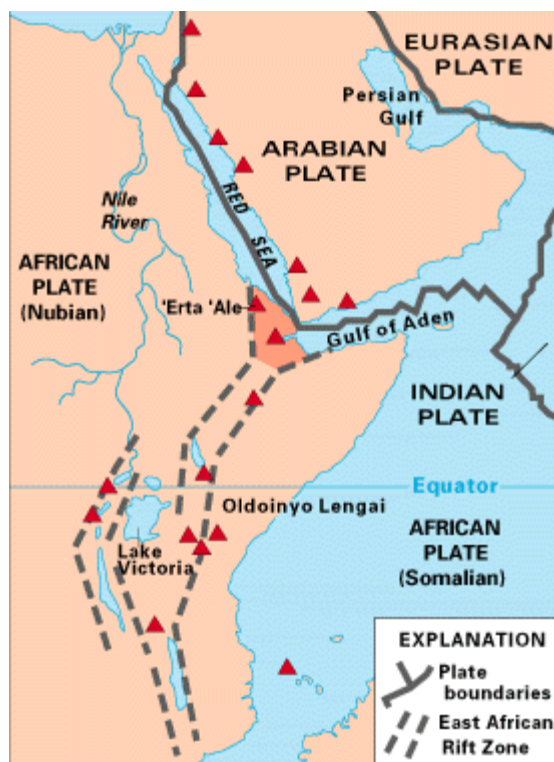 EURASIAN
PLATE
Persian
Gulf
ARABIAN
PLATE
RED
SEA
Nile
River
AFRICAN
PLATE
(Nubian)
'Erta 'Ale
Gulf of Aden
INDIAN
PLATE
Equator
Oldoinyo Lengai
AFRICAN
PLATE
(Somalian)
Lake
Victoria
EXPLANATION
Plate
boundaries
East African
Rift Zone